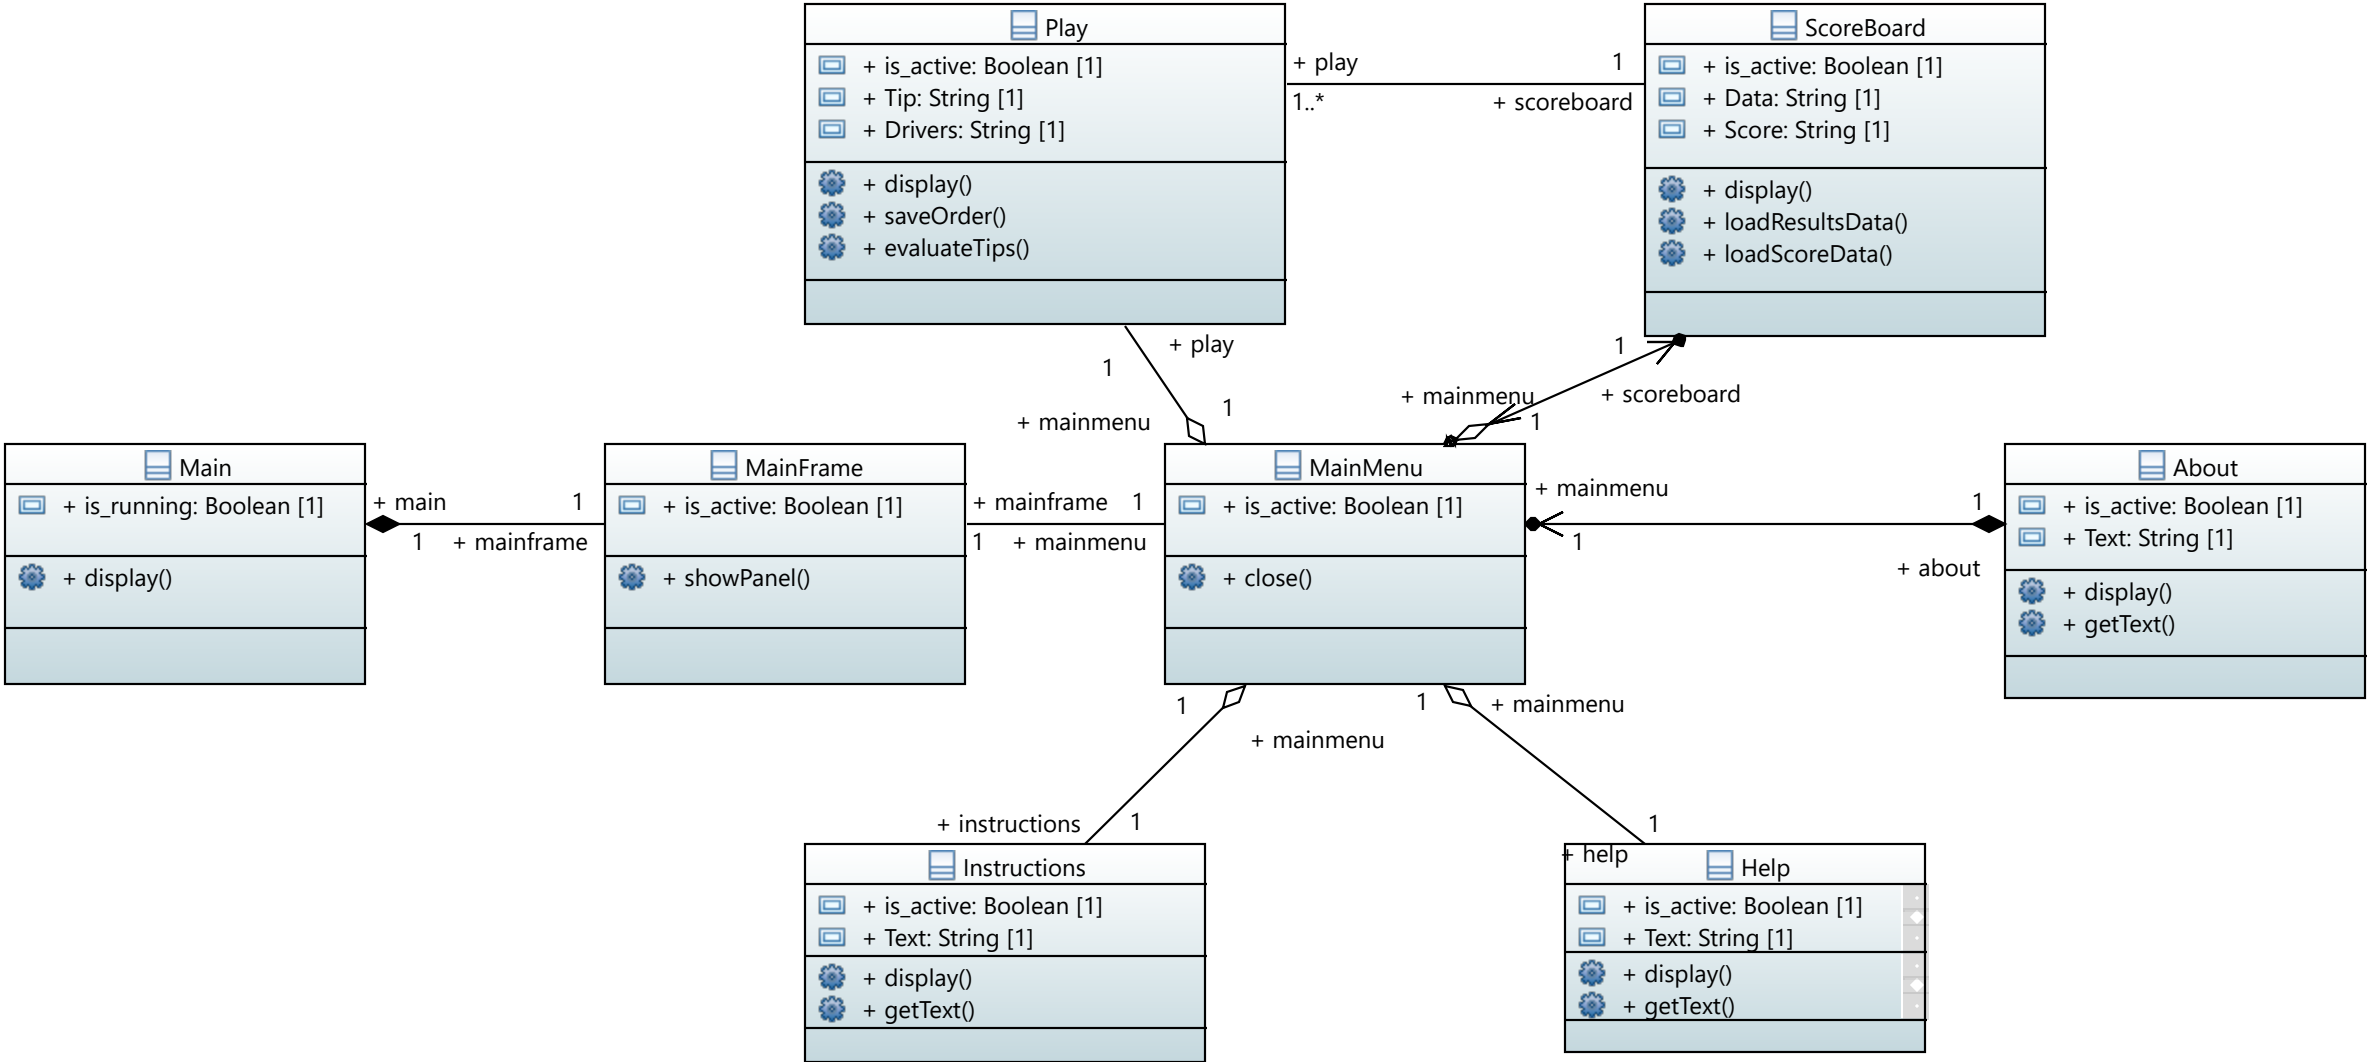 Play
+ is_active: Boolean [1]
+ Tip: String [1]
+ Drivers: String [1]
+ display()
+ saveOrder()
+ evaluateTips()
+ play
1
1..*
+ scoreboard
ScoreBoard
+ is_active: Boolean [1]
+ Data: String [1]
+ Score: String [1]
+ display()
+ loadResultsData()
+ loadScoreData()
+ play
1
+ mainmenu
1
1
+ scoreboard
+ mainmenu
1
Main
+ is_running: Boolean [1]
+ display()
+ main
1
1
+ mainframe
MainFrame
+ is_active: Boolean [1]
+ showPanel()
+ mainframe
1
1
+ mainmenu
MainMenu
+ is_active: Boolean [1]
+ close()
+ mainmenu
1
1
+ about
About
+ is_active: Boolean [1]
+ Text: String [1]
+ display()
+ getText()
1
+ mainmenu
1
+ mainmenu
+ instructions
1
1
+ help
Instructions
+ is_active: Boolean [1]
+ Text: String [1]
+ display()
+ getText()
Help
+ is_active: Boolean [1]
+ Text: String [1]
+ display()
+ getText()